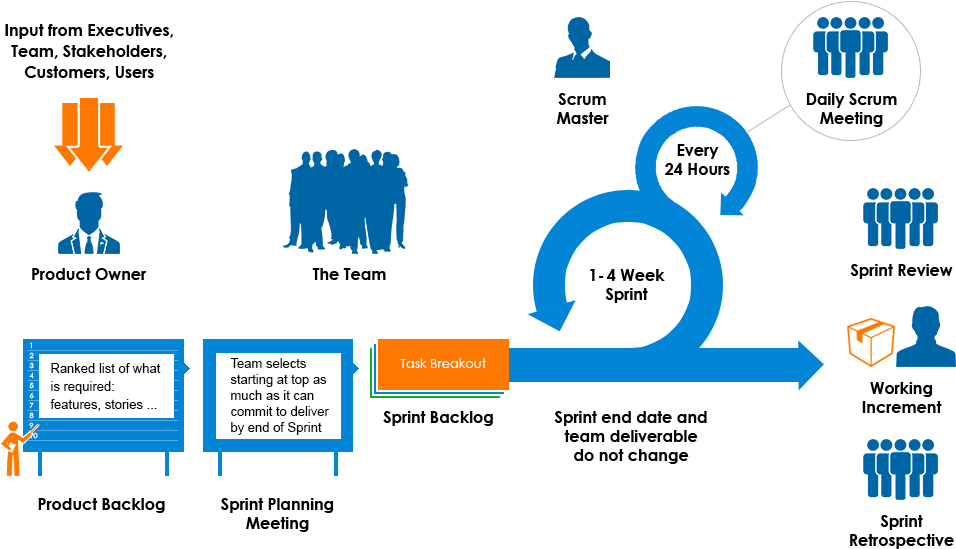 Input from Executives,
Team, Stakeholders,
Customers, Users
Product Owner
The Team
Scrum
Master
Every
24 Hours
Daily Scrum
Meeting
1- 4 Week
Sprint
1
2
3
4
5
6
7
8
9
10
Ranked list of what
is required:
features, stories ...
Product Backlog
Team selects
starting at top as
much as it can
commit to deliver
by end of Sprint
Sprint Planning
Meeting
Task Breakout
Sprint Backlog
Sprint end date and
team deliverable
do not change
Sprint Review
Working
Increment
Sprint
Retrospective